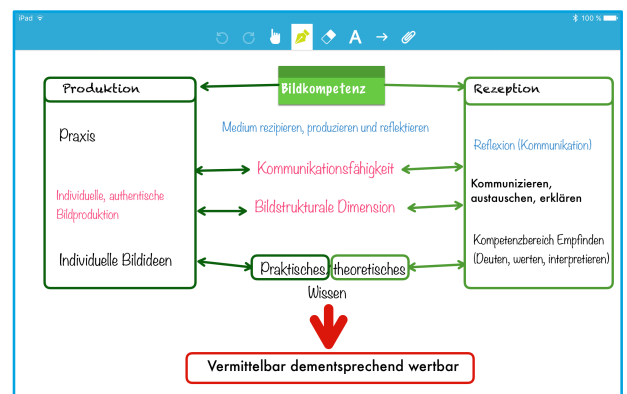 iPad
100 %
A
Produktion
Bildkompetenz
Rezeption
Praxis
Medium rezipieren, produzieren und reflektieren
Reflexion (Kommunikation)
Kommunikationsfähigkeit
Kommunizieren,
austauschen, erklären
Individuelle, authentische
Bildproduktion
Bildstrukturale Dimension
Kompetenzbereich Empfinden
(Deuten, werten, interpretieren)
Individuelle Bildideen
Praktisches/theoretisches
Wissen
Vermittelbar dementsprechend wertbar